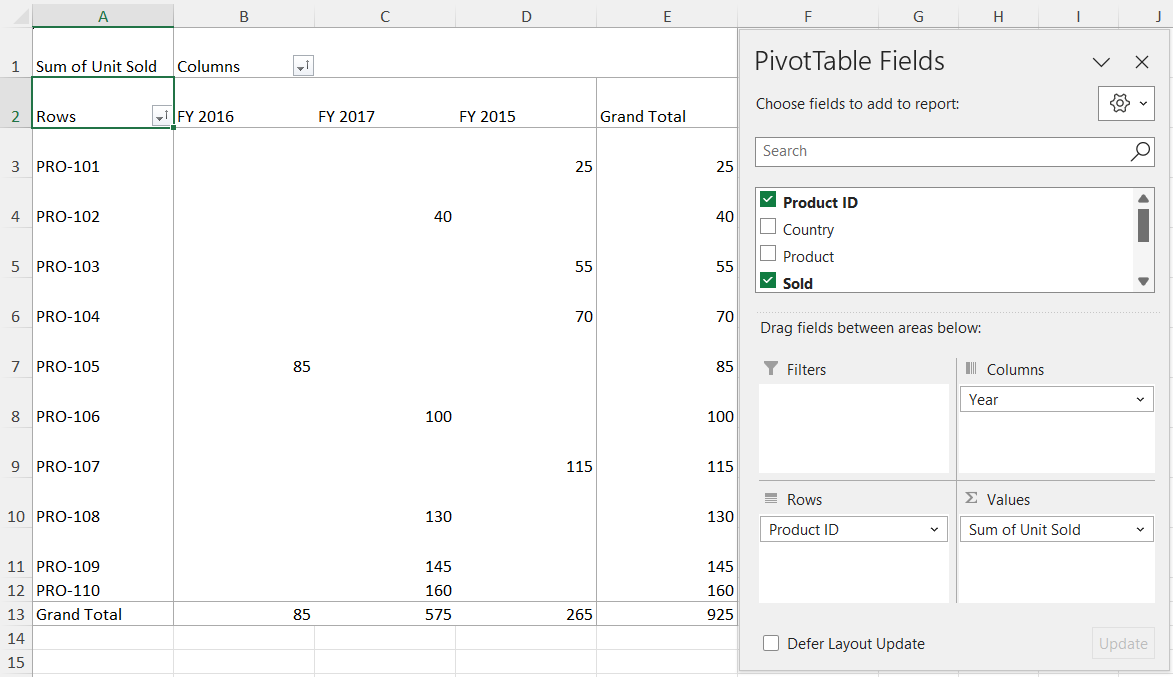 A B C D E F G H I J
1 Sum of Unit Sold Columns
2 Rows FY 2016 FY 2017 FY 2015 Grand Total
3 PRO-101 25 25
4 PRO-102 40 40
5 PRO-103 55 55
6 PRO-104 70 70
7 PRO-105 85 85
8 PRO-106 100 100
9 PRO-107 115 115
10 PRO-108 130 130
11 PRO-109 145 145
12 PRO-110 160 160
13 Grand Total 85 575 265 925
14
15
PivotTable Fields
Choose fields to add to report:
Search
Product ID
Country
Product
Sold
Drag fields between areas below:
Filters
Columns
Year
Rows
Σ Values
Product ID
Sum of Unit Sold
Defer Layout Update
Update